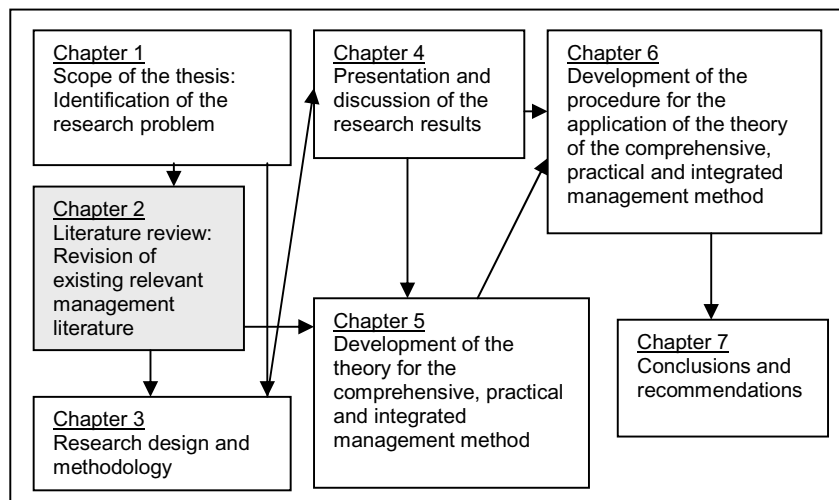 Chapter 1
Scope of the thesis:
Identification of the
research problem
Chapter 2
Literature review:
Revision of
existing relevant
management
literature
Chapter 3
Research design and
methodology
Chapter 4
Presentation and
discussion of the
research results
Chapter 5
Development of the
theory for the
comprehensive, practical
and integrated
management method
Chapter 6
Development of the
procedure for the
application of the theory
of the comprehensive,
practical and integrated
management method
Chapter 7
Conclusions and
recommendations